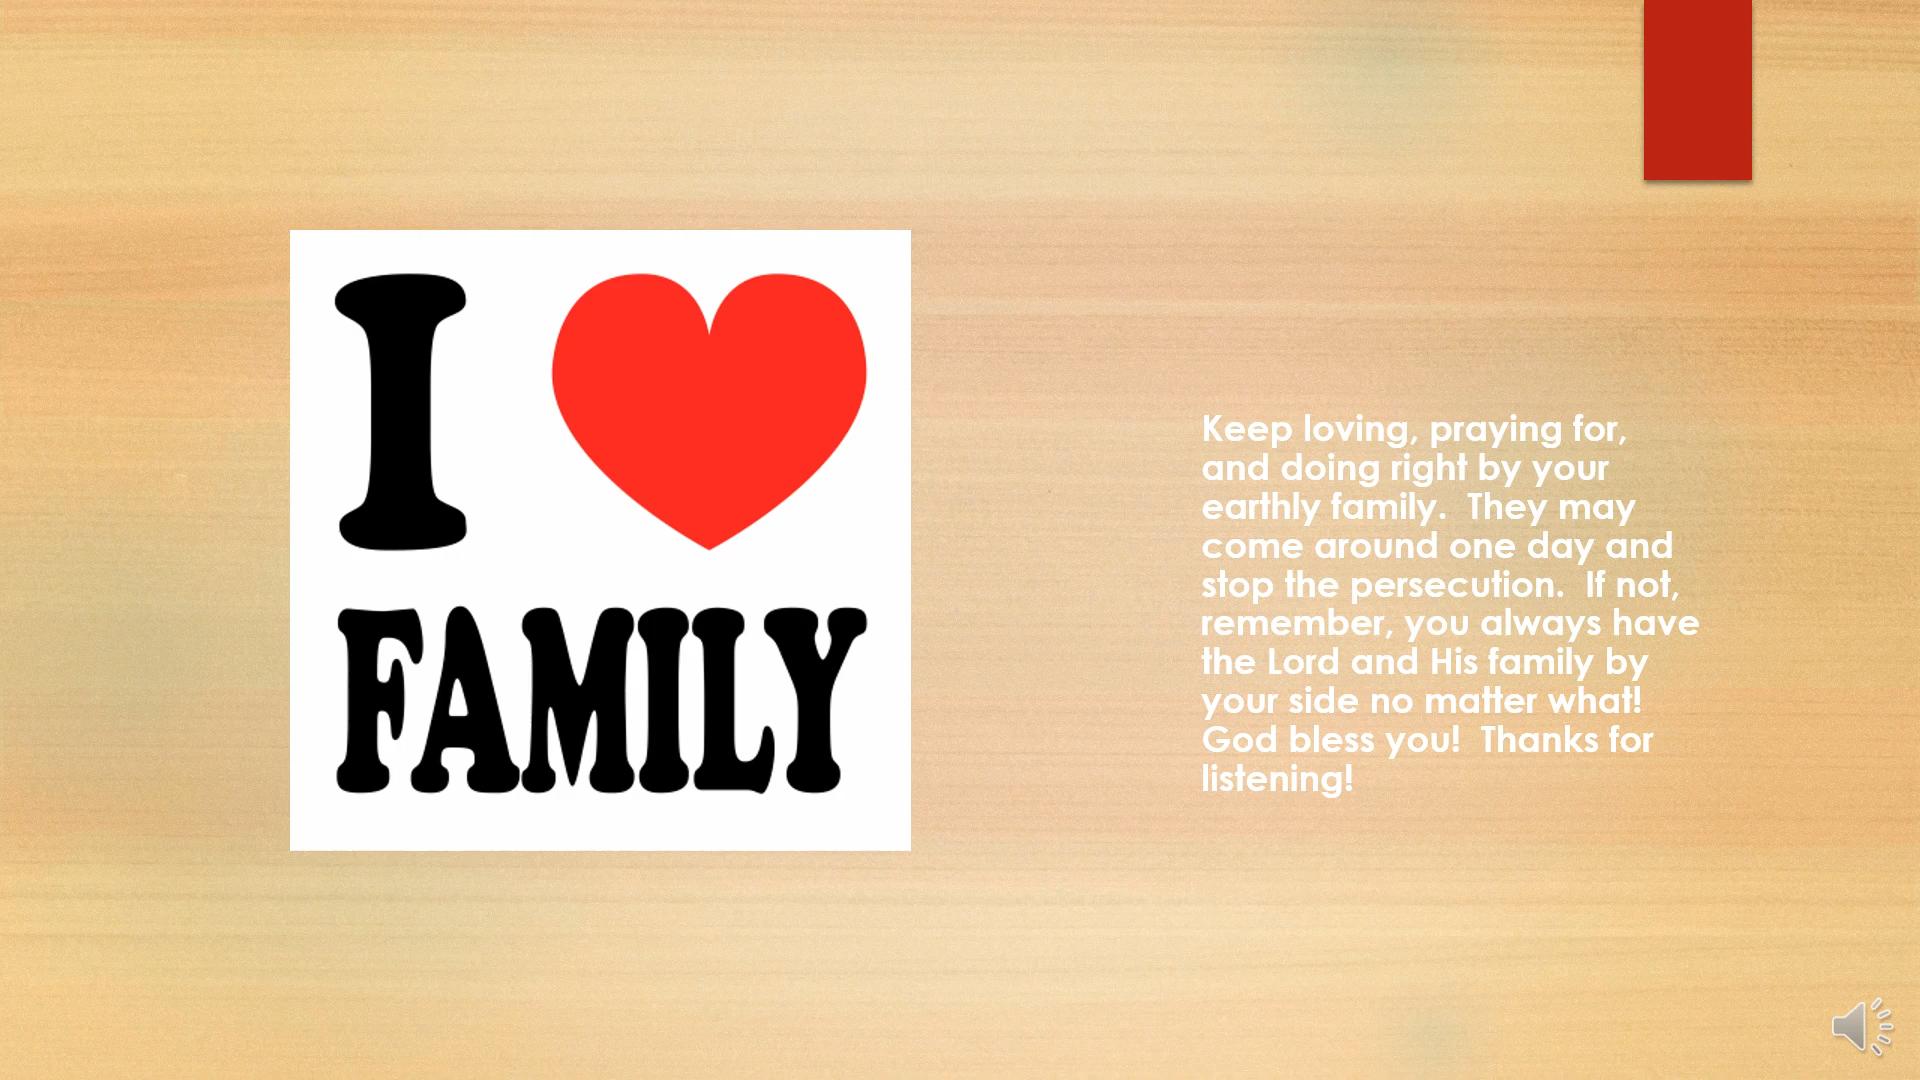 I
FAMILY
Keep loving, praying for,
and doing right by your
earthly family.  They may
come around one day and
stop the persecution.  If not,
remember, you always have
the Lord and His family by
your side no matter what!
God bless you!  Thanks for
listening!